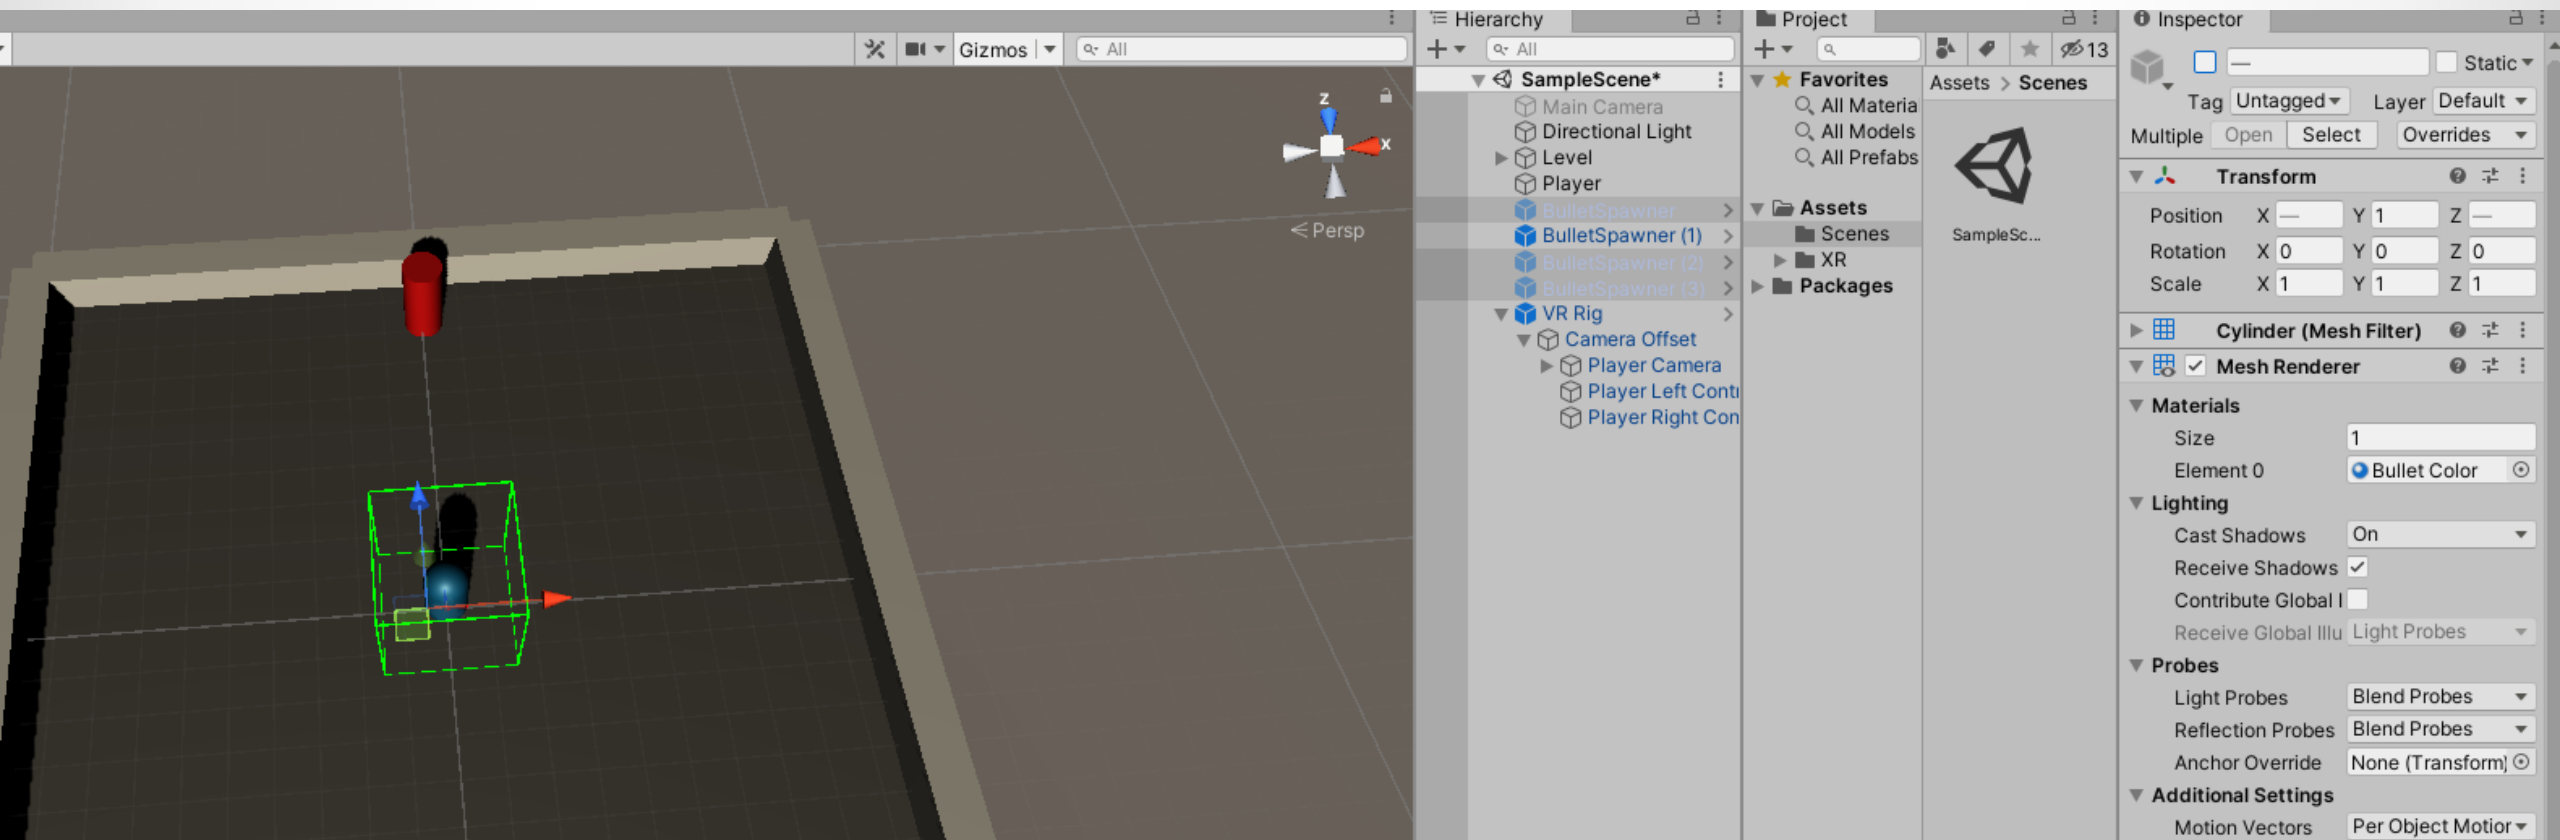 Gizmos
All
z
x
Persp
Hierarchy
All
SampleScene*
Main Camera
Directional Light
Level
Player
BulletSpawner
BulletSpawner (1)
BulletSpawner (2)
BulletSpawner (3)
VR Rig
Camera Offset
Player Camera
Player Left Contr
Player Right Con
Project
13
Favorites
All Materia
All Models
All Prefabs
Assets
Scenes
XR
Packages
Assets > Scenes
SampleSc...
Inspector
— Static
Tag Untagged Layer Default
Multiple Open Select Overrides
Transform
Position X — Y 1 Z —
Rotation X 0 Y 0 Z 0
Scale X 1 Y 1 Z 1
Cylinder (Mesh Filter)
Mesh Renderer
Materials
Size 1
Element 0 Bullet Color
Lighting
Cast Shadows On
Receive Shadows
Contribute Global I
Receive Global Illu Light Probes
Probes
Light Probes Blend Probes
Reflection Probes Blend Probes
Anchor Override None (Transform)
Additional Settings
Motion Vectors Per Object Motion